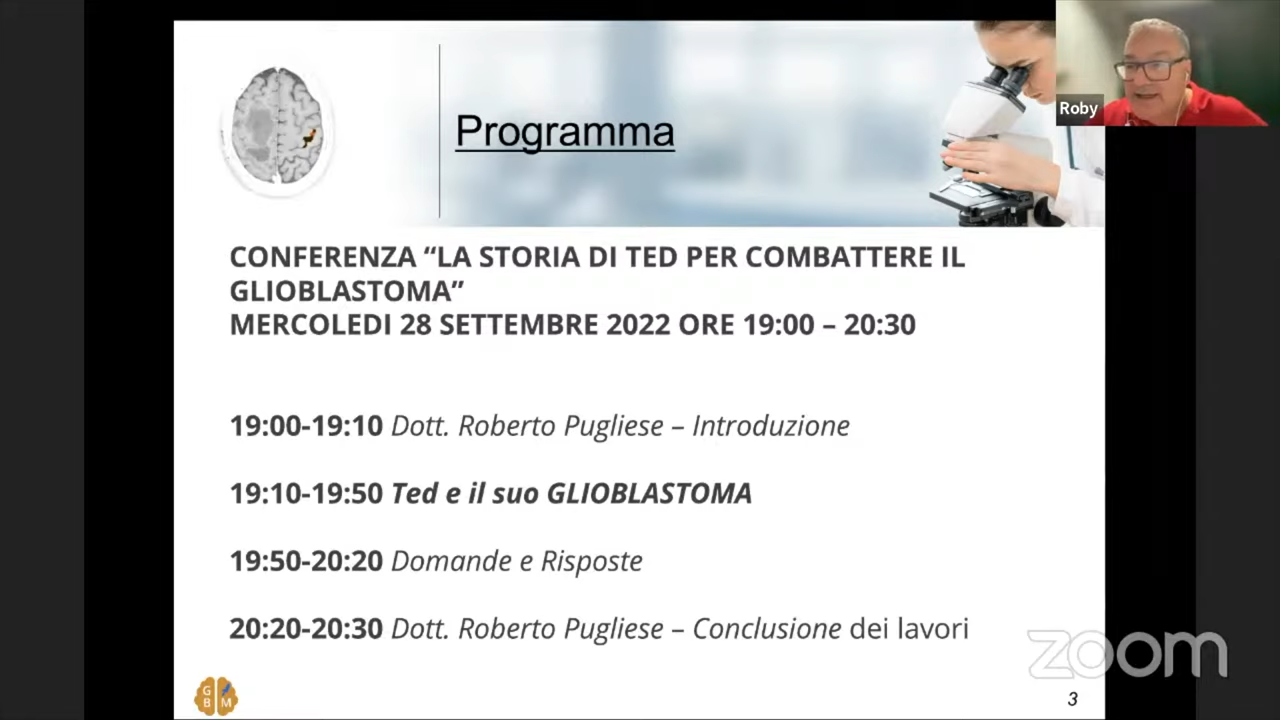 Programma
Roby
CONFERENZA “LA STORIA DI TED PER COMBATTERE IL
GLIOBLASTOMA”
MERCOLEDI 28 SETTEMBRE 2022 ORE 19:00 – 20:30
19:00-19:10 Dott. Roberto Pugliese – Introduzione
19:10-19:50 Ted e il suo GLIOBLASTOMA
19:50-20:20 Domande e Risposte
20:20-20:30 Dott. Roberto Pugliese – Conclusione dei lavori
zoom
G
B M
3